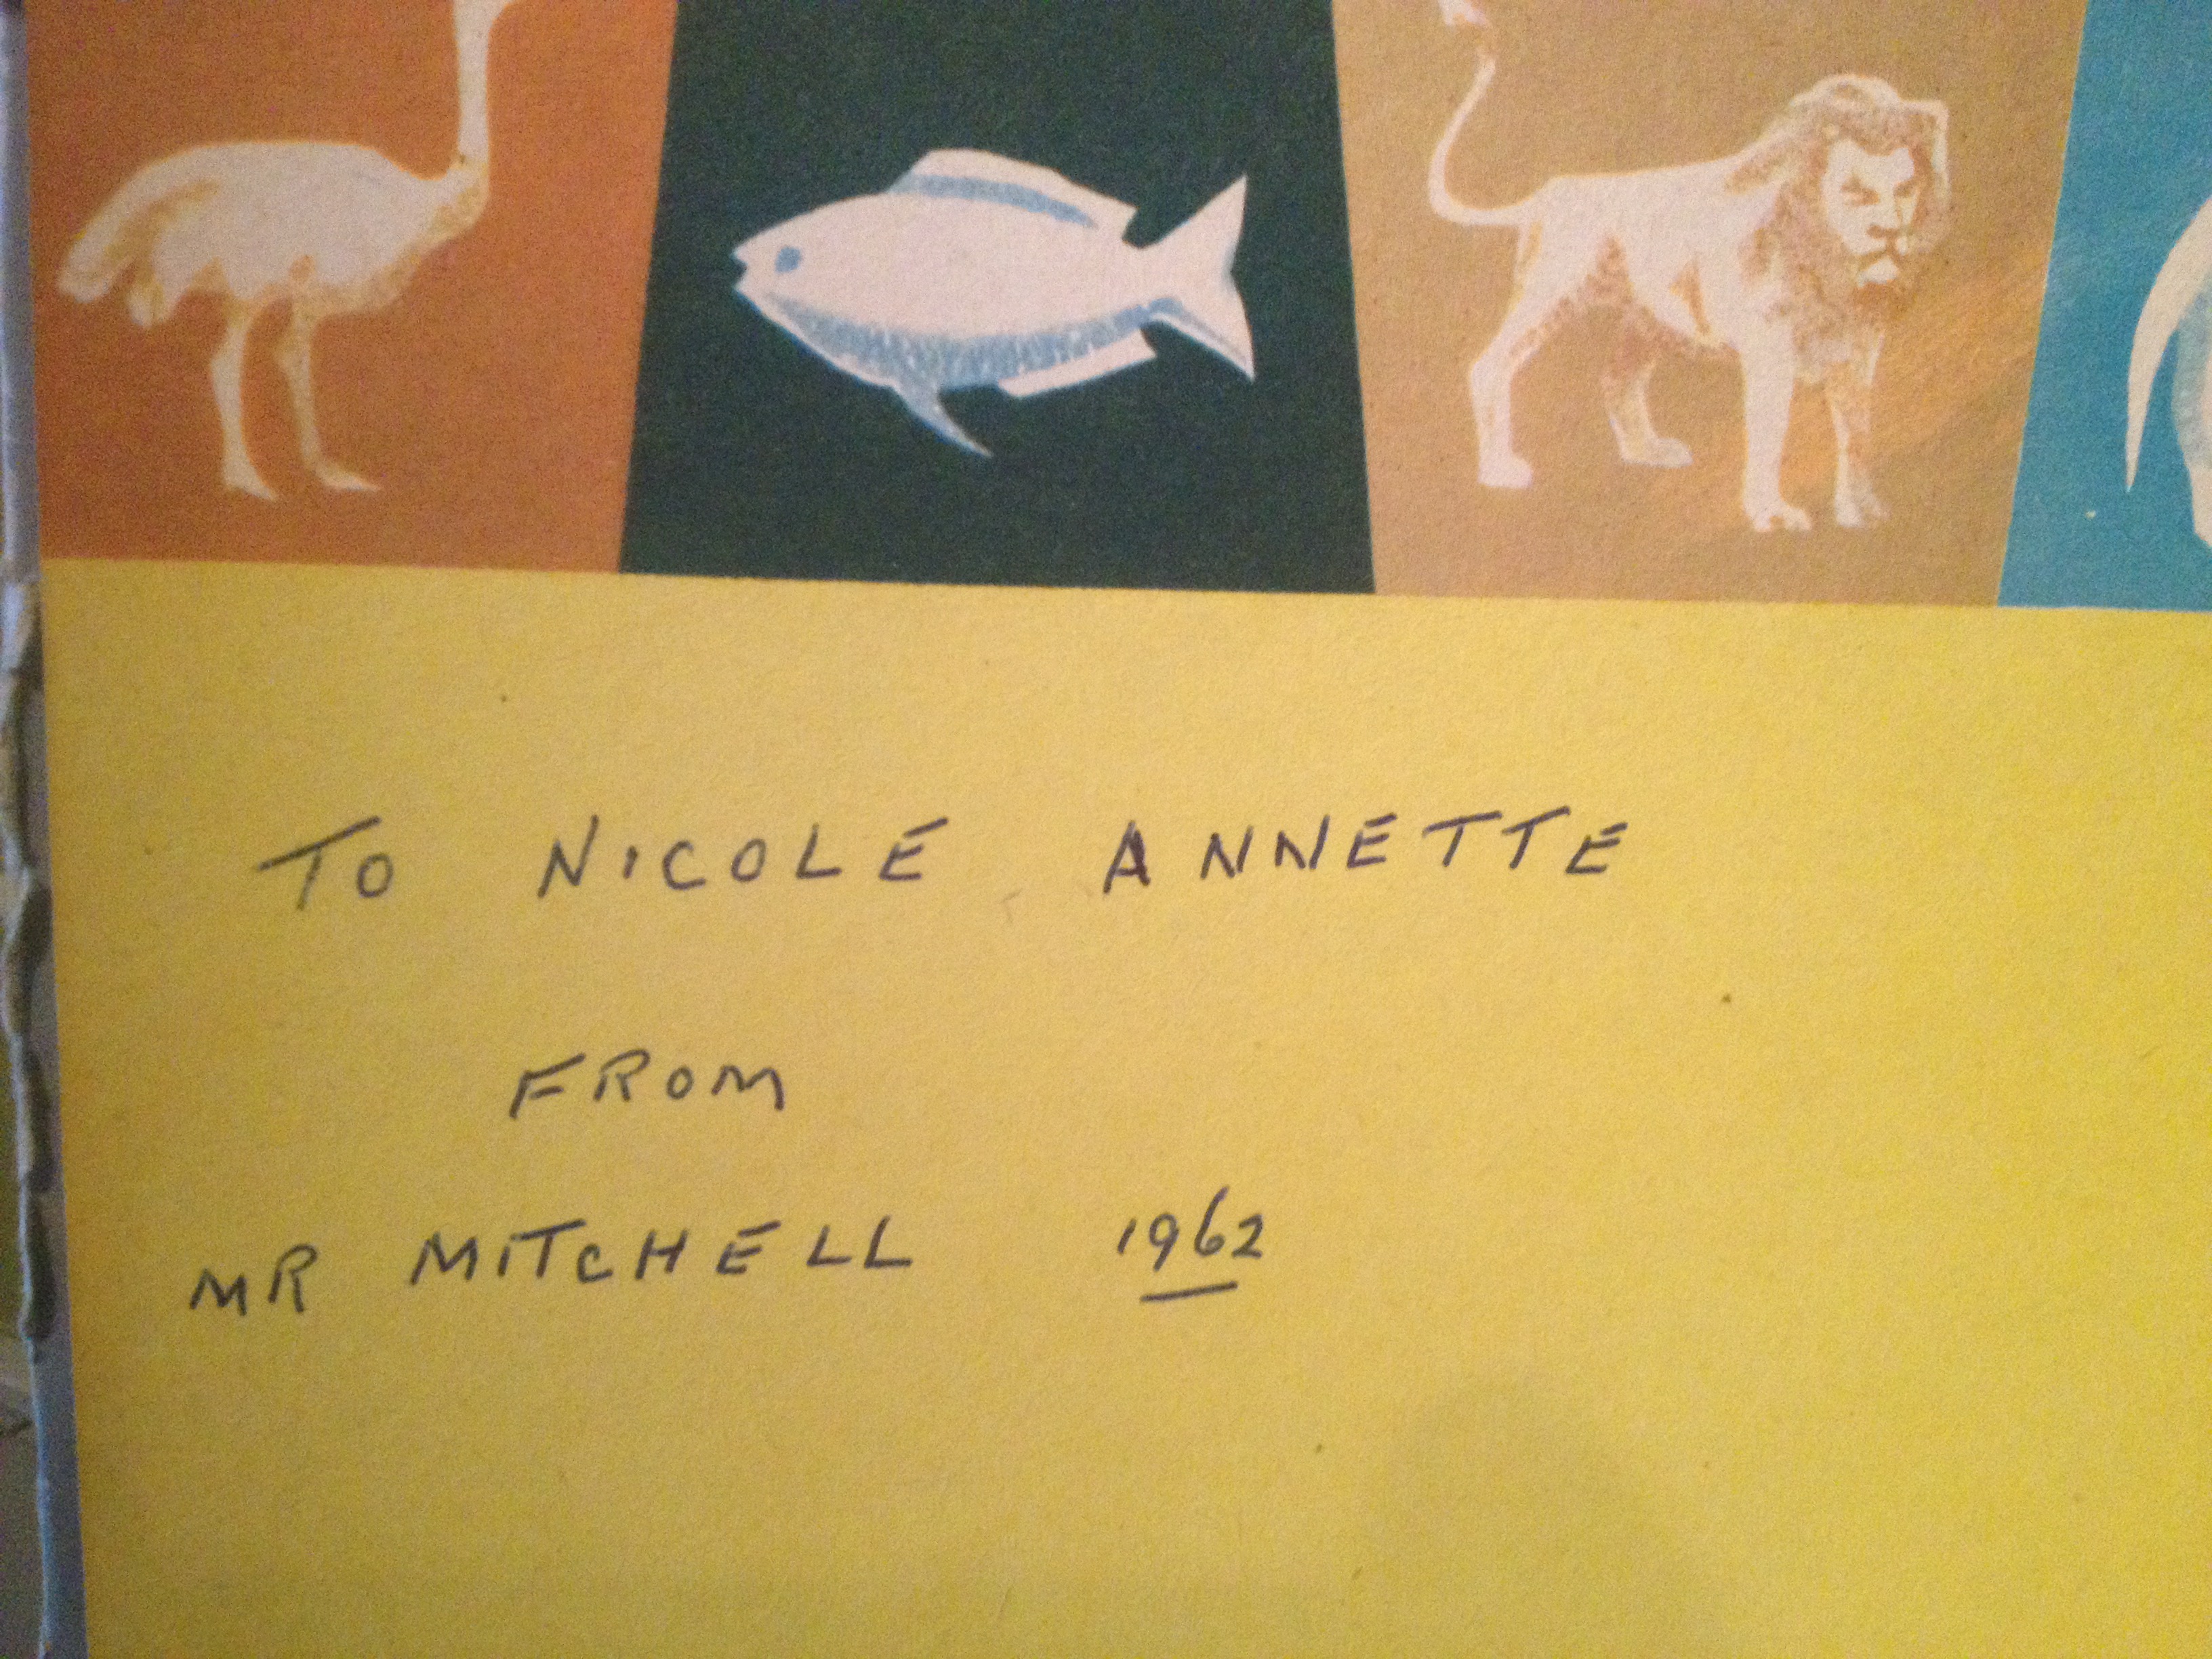 TO NICOLE ANNETTE
FROM
MR MITCHELL 1962